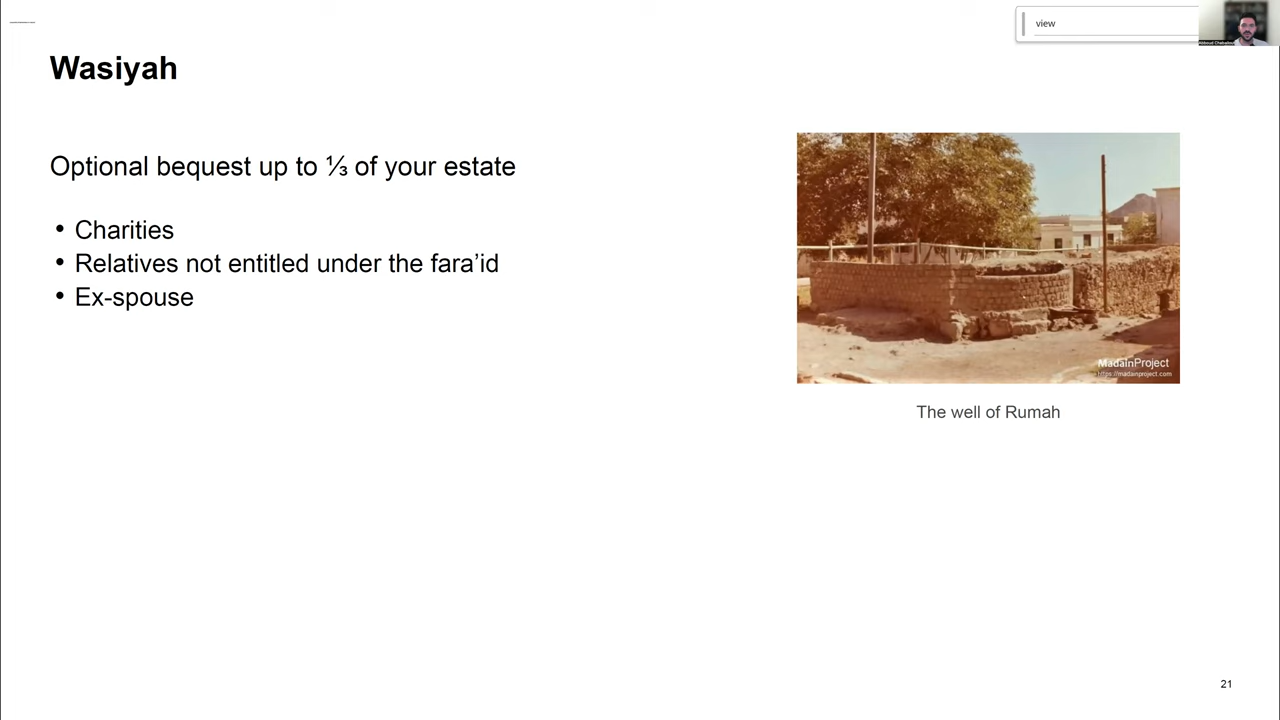 view
Wasiyah
Optional bequest up to ⅓ of your estate
• Charities
• Relatives not entitled under the fara’id
• Ex-spouse
MadainProject
https://madainproject.com
The well of Rumah
21